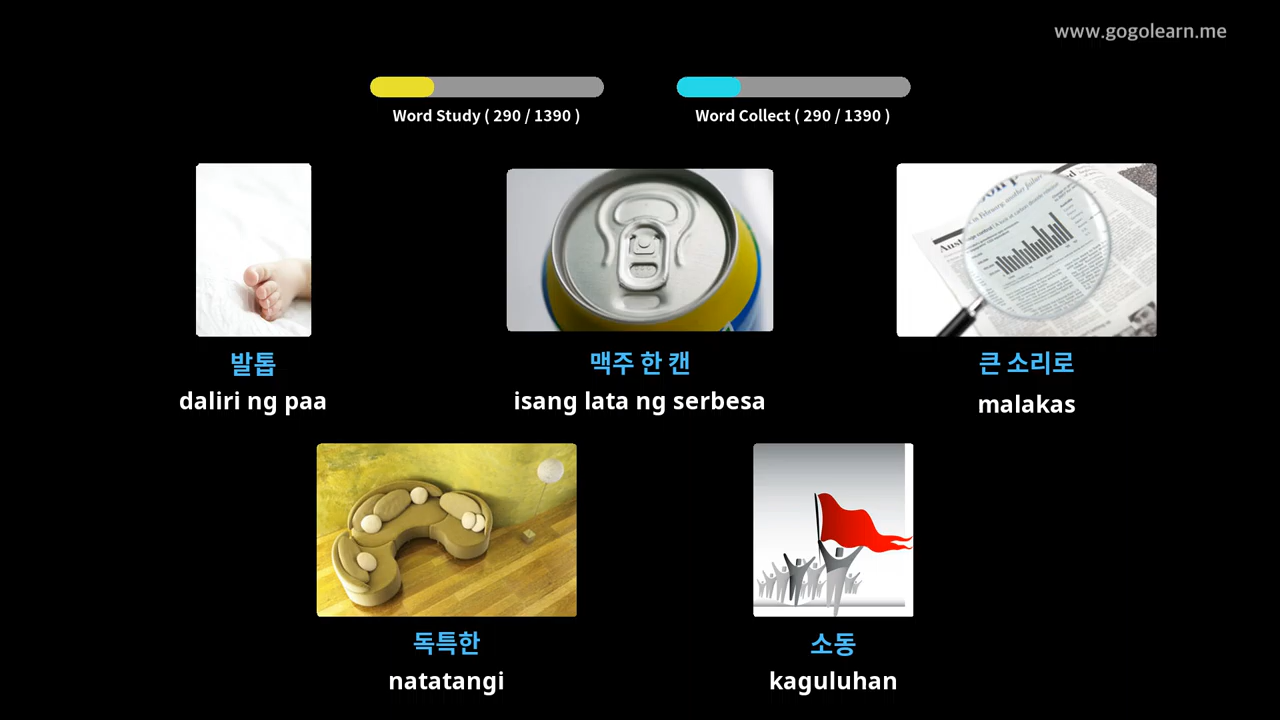 www.gogolearn.me
Word Study ( 290 / 1390 )
Word Collect ( 290 / 1390 )
발톱
맥주 한 캔
큰 소리로
daliri ng paa
isang lata ng serbesa
malakas
독특한
소동
natatangi
kaguluhan